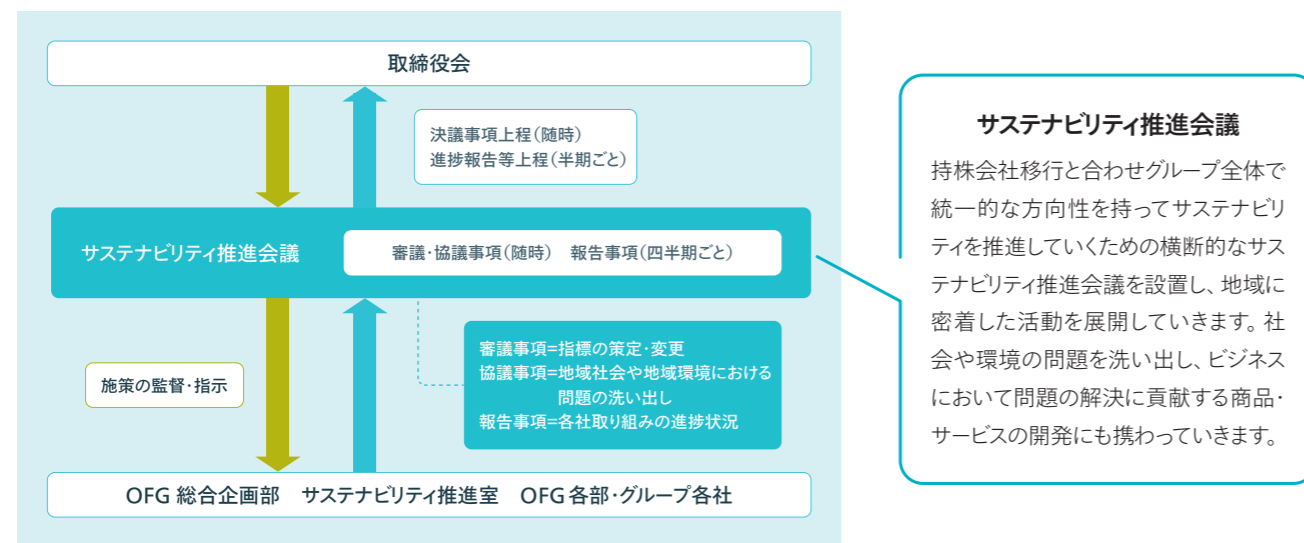 取締役会
決議事項上程（随時）
進捗報告等上程（半期ごと）
サステナビリティ推進会議
審議・協議事項（随時）　報告事項（四半期ごと）
審議事項=指標の策定・変更
協議事項=地域社会や地域環境における
問題の洗い出し
報告事項=各社取り組みの進捗状況
施策の監督・指示
OFG 総合企画部　サステナビリティ推進室　OFG 各部・グループ各社
サステナビリティ推進会議
持株会社移行と合わせグループ全体で
統一的な方向性を持ってサステナビリ
ティを推進していくための横断的なサス
テナビリティ推進会議を設置し、地域に
密着した活動を展開していきます。社
会や環境の問題を洗い出し、ビジネス
において問題の解決に貢献する商品・
サービスの開発にも携わっていきます。